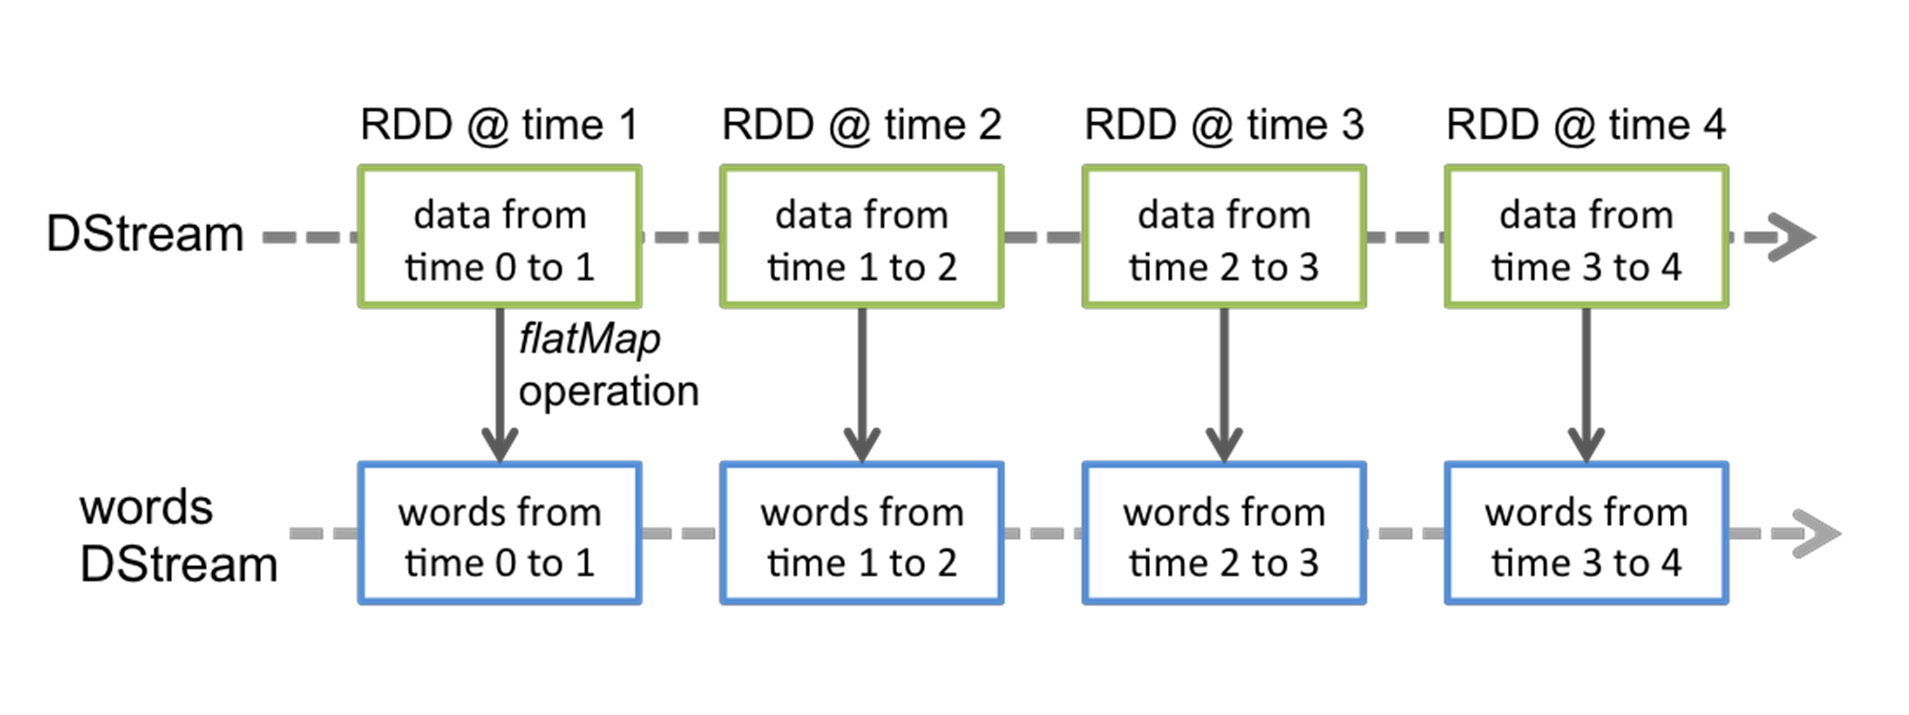 RDD @ time 1
RDD @ time 2
RDD @ time 3
RDD @ time 4
DStream
data from
time 0 to 1
data from
time 1 to 2
data from
time 2 to 3
data from
time 3 to 4
flatMap
operation
words
DStream
words from
time 0 to 1
words from
time 1 to 2
words from
time 2 to 3
words from
time 3 to 4